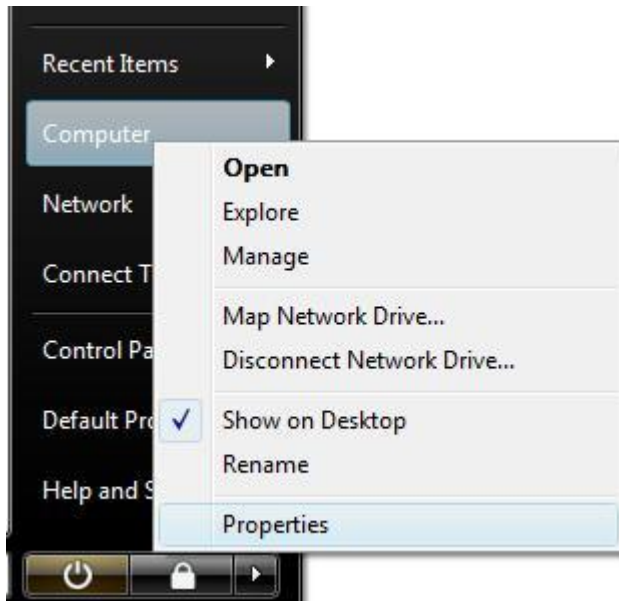 Recent Items
Computer
Network
Connect T
Control Pa
Default Pro
Help and S
Open
Explore
Manage
Map Network Drive...
Disconnect Network Drive...
Show on Desktop
Rename
Properties